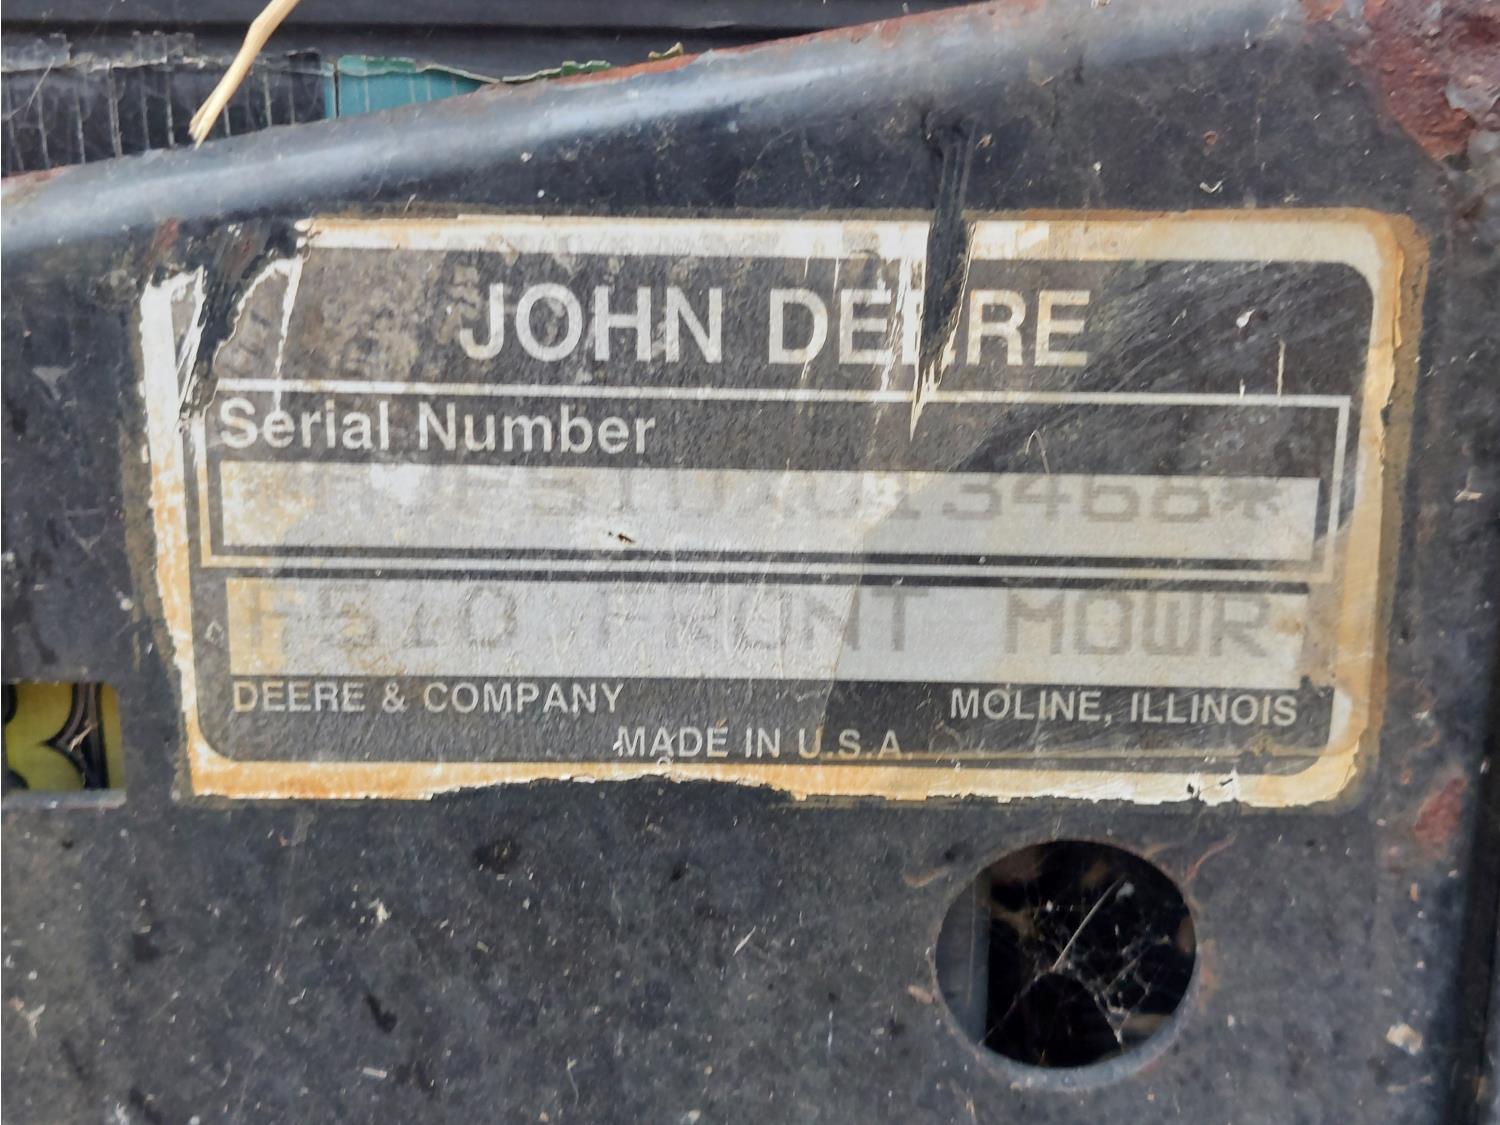 JOHN DEERE
Serial Number
F510 FRONT MOWR
DEERE & COMPANY MOLINE, ILLINOIS
MADE IN U.S.A.